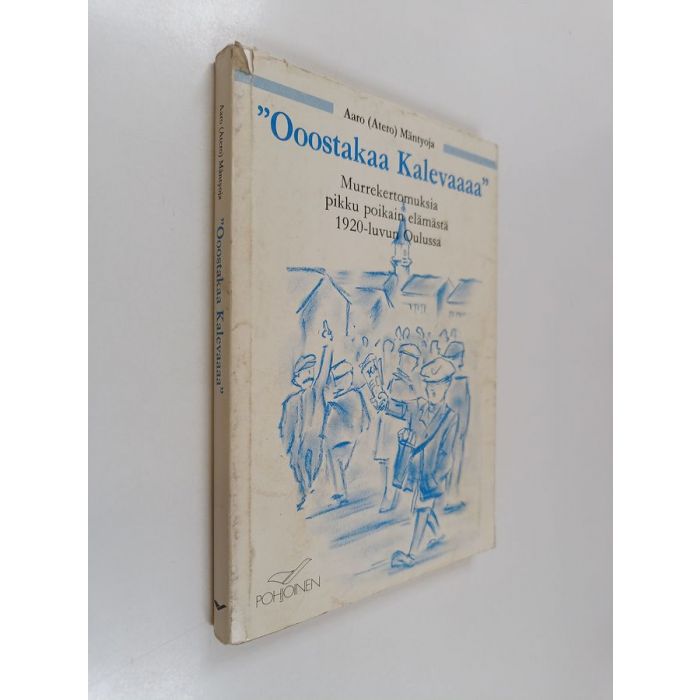 Aaro (Atero) Mäntyoja
"Ooostakaa Kalevaaaa"
Murrekertomuksia
pikku poikain elämästä
1920-luvun Oulussa
POHJOINEN
Aaro (Atero) Mäntyoja
"Ooostakaa Kalevaaaa"